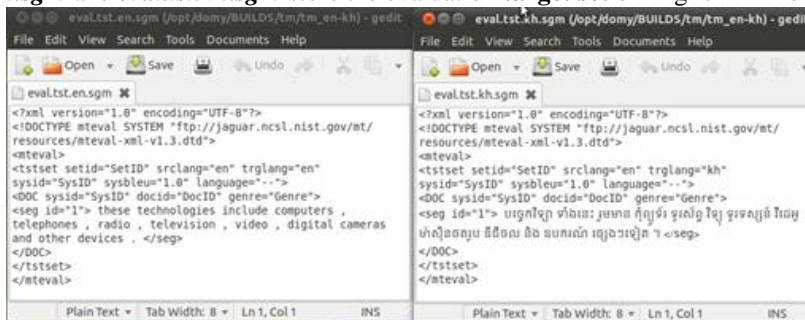 eval.tst.en.sgm (/opt/domy/BUILDS/tm/tm_en-kh) - gedit
File Edit View Search Tools Documents Help
Open Save Undo
eval.tst.en.sgm
<?xml version="1.0" encoding="UTF-8"?>
<!DOCTYPE mteval SYSTEM "ftp://jaguar.ncsl.nist.gov/mt/
resources/mteval-xml-v1.3.dtd">
<mteval>
<tstset setid="SetID" srclang="en" trglang="en"
sysid="SysID" sysbleu="1.0" language="--">
<DOC sysid="SysID" docid="DocID" genre="Genre">
<seg id="1"> these technologies include computers ,
telephones , radio , television , video , digital cameras
and other devices . </seg>
</DOC>
</tstset>
</mteval>
Plain Text Tab Width: 8 Ln 1, Col 1 INS
eval.tst.kh.sgm (/opt/domy/BUILDS/tm/tm_en-kh) - gedi
File Edit View Search Tools Documents Help
Open Save Undo
eval.tst.kh.sgm
<?xml version="1.0" encoding="UTF-8"?>
<!DOCTYPE mteval SYSTEM "ftp://jaguar.ncsl.nist.gov/mt/
resources/mteval-xml-v1.3.dtd">
<mteval>
<tstset setid="SetID" srclang="en" trglang="kh"
sysid="SysID" sysbleu="1.0" language="--">
<DOC sysid="SysID" docid="DocID" genre="Genre">
<seg id="1"> បច្ចេកវិទ្យា ទាំងនេះ រួមមាន កុំព្យូទ័រ ទូរស័ព្ទ វិទ្យុ ទូរទស្សន៍ វីដេអូ
ម៉ាស៊ីនថតរូប ឌីជីថល និង ឧបករណ៍ ផ្សេងៗទៀត ។ </seg>
</DOC>
</tstset>
</mteval>
Plain Text Tab Width: 8 Ln 1, Col 1 INS